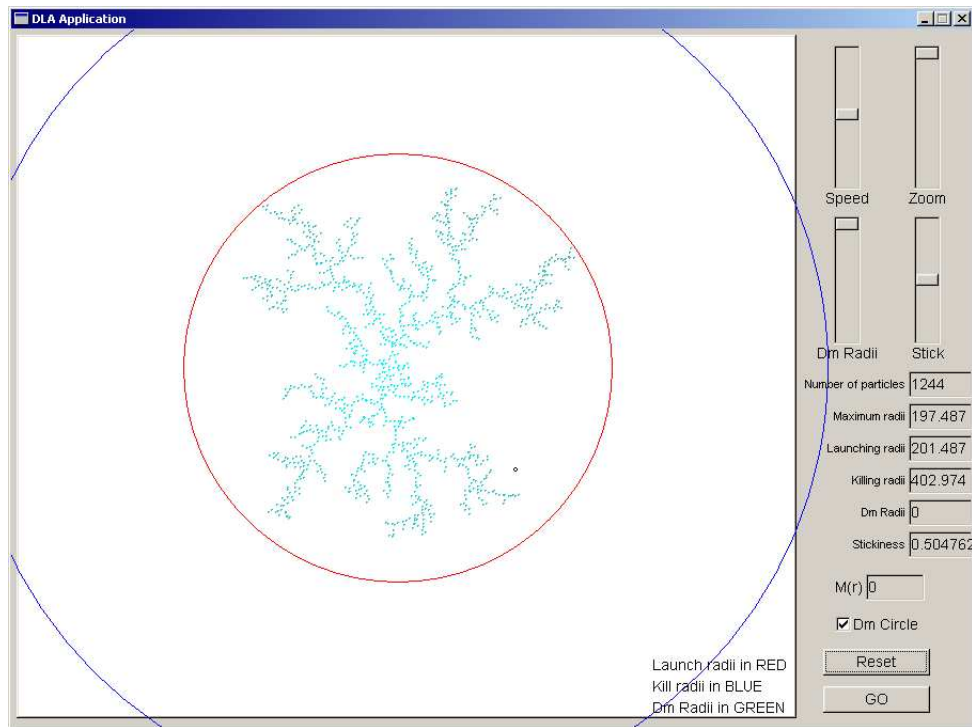 DLA Application
Speed Zoom
Dm Radii Stick
Number of particles 1244
Maximum radii 197.487
Launching radii 201.487
Killing radii 402.974
Dm Radii 0
Stickiness 0.504762
M(r) 0
Dm Circle
Reset
GO
Launch radii in RED
Kill radii in BLUE
Dm Radii in GREEN